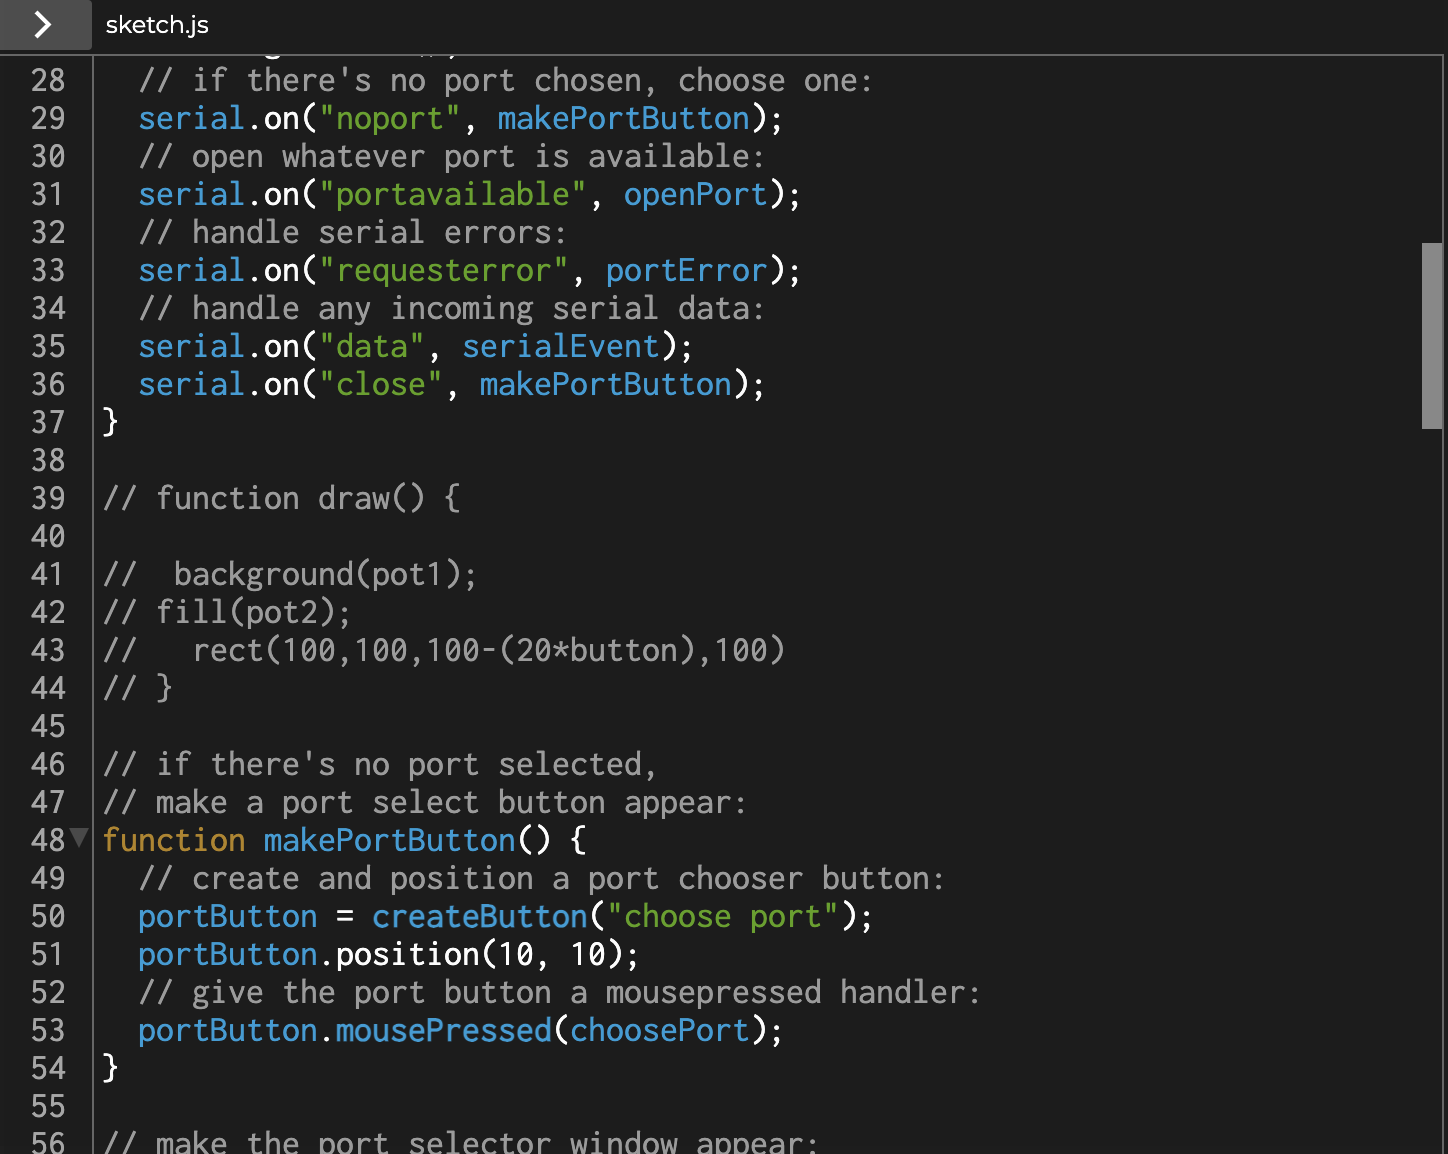 sketch.js
28 // if there's no port chosen, choose one:
29 serial.on("noport", makePortButton);
30 // open whatever port is available:
31 serial.on("portavailable", openPort);
32 // handle serial errors:
33 serial.on("requesterror", portError);
34 // handle any incoming serial data:
35 serial.on("data", serialEvent);
36 serial.on("close", makePortButton);
37 }
38
39 // function draw() {
40
41 //  background(pot1);
42 // fill(pot2);
43 //   rect(100,100,100-(20*button),100)
44 // }
45
46 // if there's no port selected,
47 // make a port select button appear:
48 function makePortButton() {
49 // create and position a port chooser button:
50 portButton = createButton("choose port");
51 portButton.position(10, 10);
52 // give the port button a mousepressed handler:
53 portButton.mousePressed(choosePort);
54 }
55
56 // make the port selector window appear: